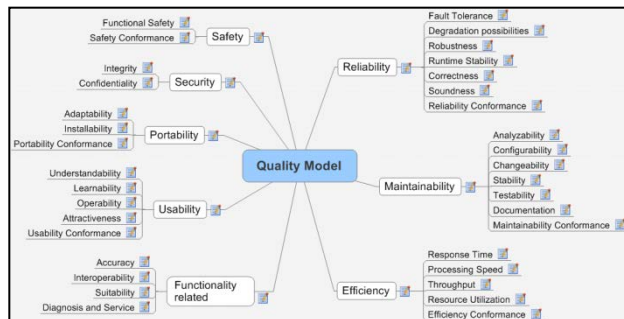 Functional Safety
Safety Conformance
Safety
Integrity
Confidentiality
Security
Adaptability
Installability
Portability Conformance
Portability
Understandability
Learnability
Operability
Attractiveness
Usability Conformance
Usability
Accuracy
Interoperability
Suitability
Diagnosis and Service
Functionality
related
Quality Model
Reliability
Fault Tolerance
Degradation possibilities
Robustness
Runtime Stability
Correctness
Soundness
Reliability Conformance
Maintainability
Analyzability
Configurability
Changeability
Stability
Testability
Documentation
Maintainability Conformance
Efficiency
Response Time
Processing Speed
Throughput
Resource Utilization
Efficiency Conformance